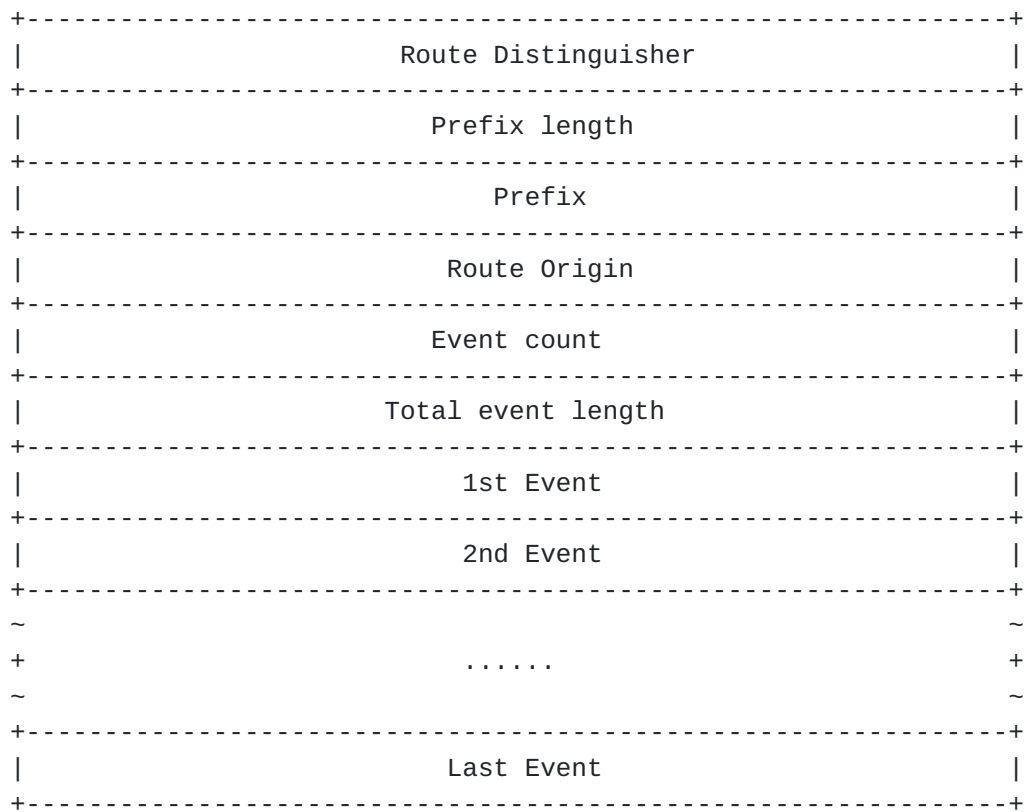 +---------------------------------------------------------------+
|                        Route Distinguisher                    |
+---------------------------------------------------------------+
|                          Prefix length                        |
+---------------------------------------------------------------+
|                              Prefix                           |
+---------------------------------------------------------------+
|                           Route Origin                        |
+---------------------------------------------------------------+
|                          Event count                          |
+---------------------------------------------------------------+
|                       Total event length                      |
+---------------------------------------------------------------+
|                            1st Event                          |
+---------------------------------------------------------------+
|                            2nd Event                          |
+---------------------------------------------------------------+
~                                                               ~
+                            ......                             +
~                                                               ~
+---------------------------------------------------------------+
|                           Last Event                          |
+---------------------------------------------------------------+